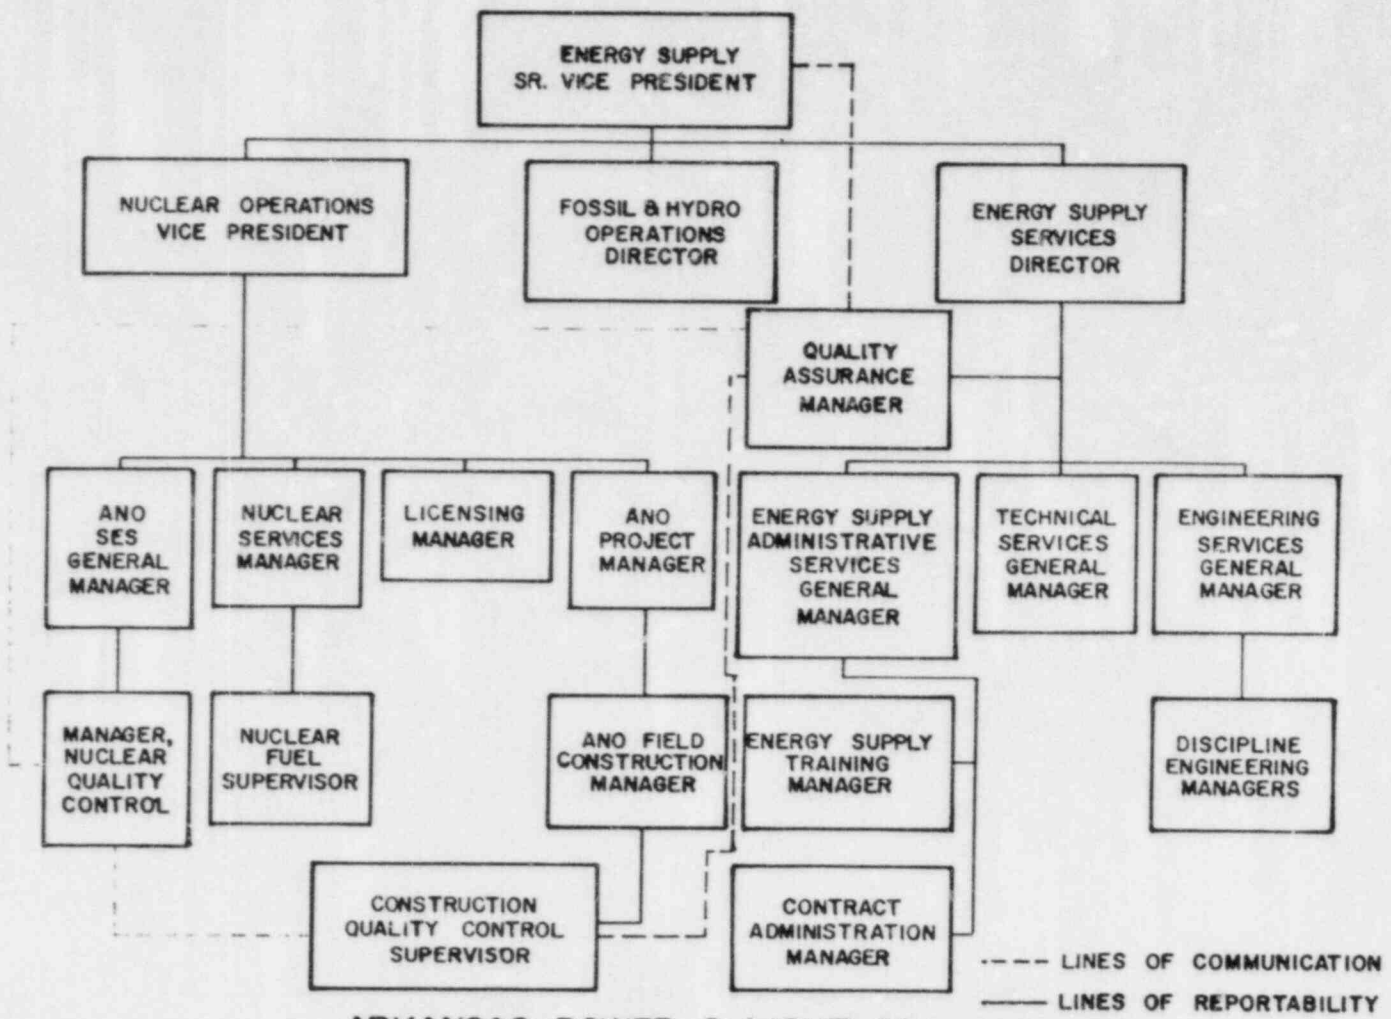 ENERGY SUPPLY
SR. VICE PRESIDENT
NUCLEAR OPERATIONS
VICE PRESIDENT
FOSSIL & HYDRO
OPERATIONS
DIRECTOR
ENERGY SUPPLY
SERVICES
DIRECTOR
QUALITY
ASSURANCE
MANAGER
ANO
SES
GENERAL
MANAGER
NUCLEAR
SERVICES
MANAGER
LICENSING
MANAGER
ANO
PROJECT
MANAGER
ENERGY SUPPLY
ADMINISTRATIVE
SERVICES
GENERAL
MANAGER
TECHNICAL
SERVICES
GENERAL
MANAGER
ENGINEERING
SERVICES
GENERAL
MANAGER
MANAGER,
NUCLEAR
QUALITY
CONTROL
NUCLEAR
FUEL
SUPERVISOR
ANO FIELD
CONSTRUCTION
MANAGER
ENERGY SUPPLY
TRAINING
MANAGER
DISCIPLINE
ENGINEERING
MANAGERS
CONSTRUCTION
QUALITY CONTROL
SUPERVISOR
CONTRACT
ADMINISTRATION
MANAGER
LINES OF COMMUNICATION
LINES OF REPORTABILITY